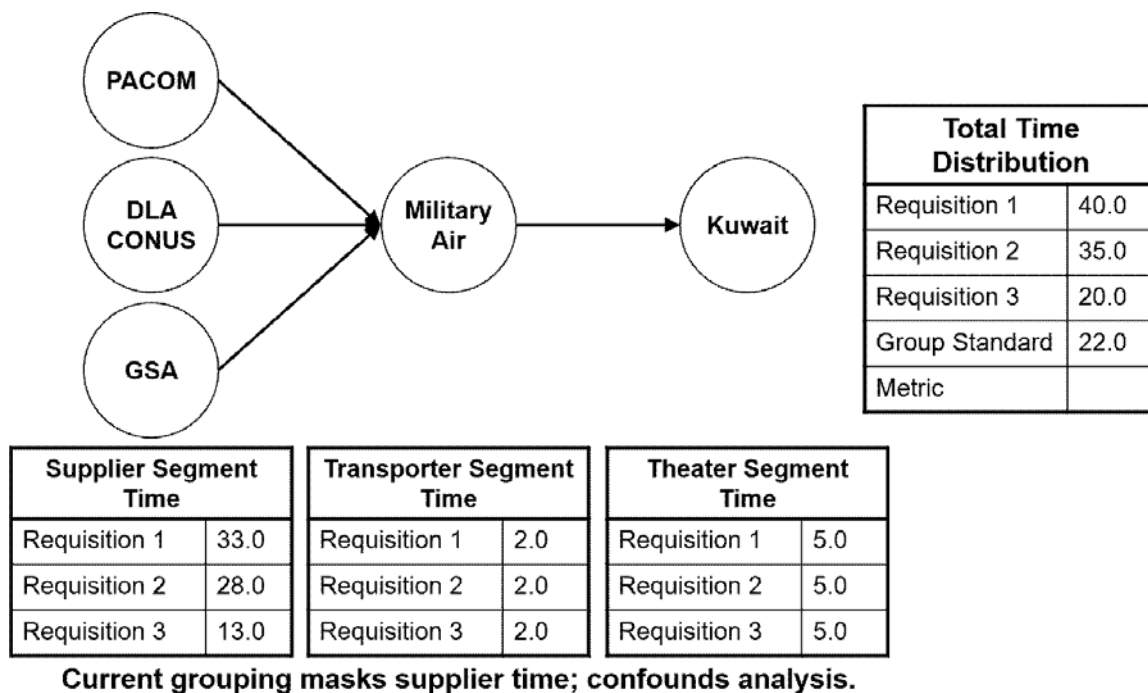 PACOM
DLA
CONUS
GSA
Military
Air
Kuwait
Total Time
Distribution
Requisition 1 40.0
Requisition 2 35.0
Requisition 3 20.0
Group Standard 22.0
Metric
Supplier Segment
Time
Requisition 1 33.0
Requisition 2 28.0
Requisition 3 13.0
Transporter Segment
Time
Requisition 1 2.0
Requisition 2 2.0
Requisition 3 2.0
Theater Segment
Time
Requisition 1 5.0
Requisition 2 5.0
Requisition 3 5.0
Current grouping masks supplier time; confounds analysis.